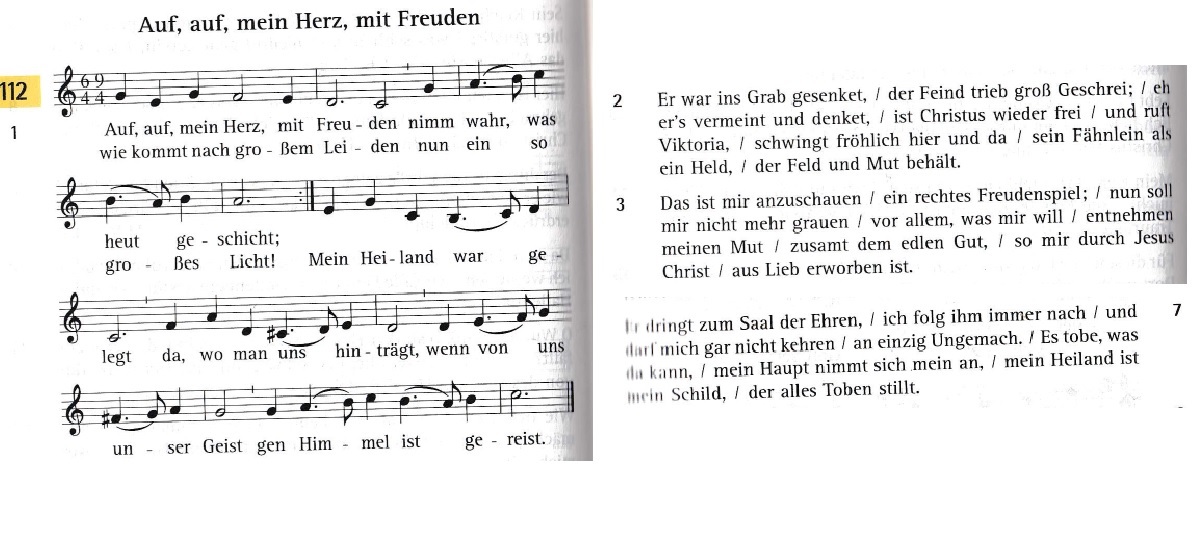 Auf, auf, mein Herz, mit Freuden
112
6 9
4 4
1
Auf, auf, mein Herz, mit Freu - den nimm wahr, was
wie kommt nach gro - ßem Lei - den nun ein so
heut ge - schicht;
gro - ßes Licht! Mein Hei - land war ge -
legt da, wo man uns hin - trägt, wenn von uns
un - ser Geist gen Him - mel ist ge - reist.
2 Er war ins Grab gesenket, / der Feind trieb groß Geschrei; / eh
er's vermeint und denket, / ist Christus wieder frei / und ruft
Viktoria, / schwingt fröhlich hier und da / sein Fähnlein als
ein Held, / der Feld und Mut behält.
3 Das ist mir anzuschauen / ein rechtes Freudenspiel; / nun soll
mir nicht mehr grauen / vor allem, was mir will / entnehmen
meinen Mut / zusamt dem edlen Gut, / so mir durch Jesus
Christ / aus Lieb erworben ist.
Er dringt zum Saal der Ehren, / ich folg ihm immer nach / und 7
darf mich gar nicht kehren / an einzig Ungemach. / Es tobe, was
da kann, / mein Haupt nimmt sich mein an, / mein Heiland ist
mein Schild, / der alles Toben stillt.